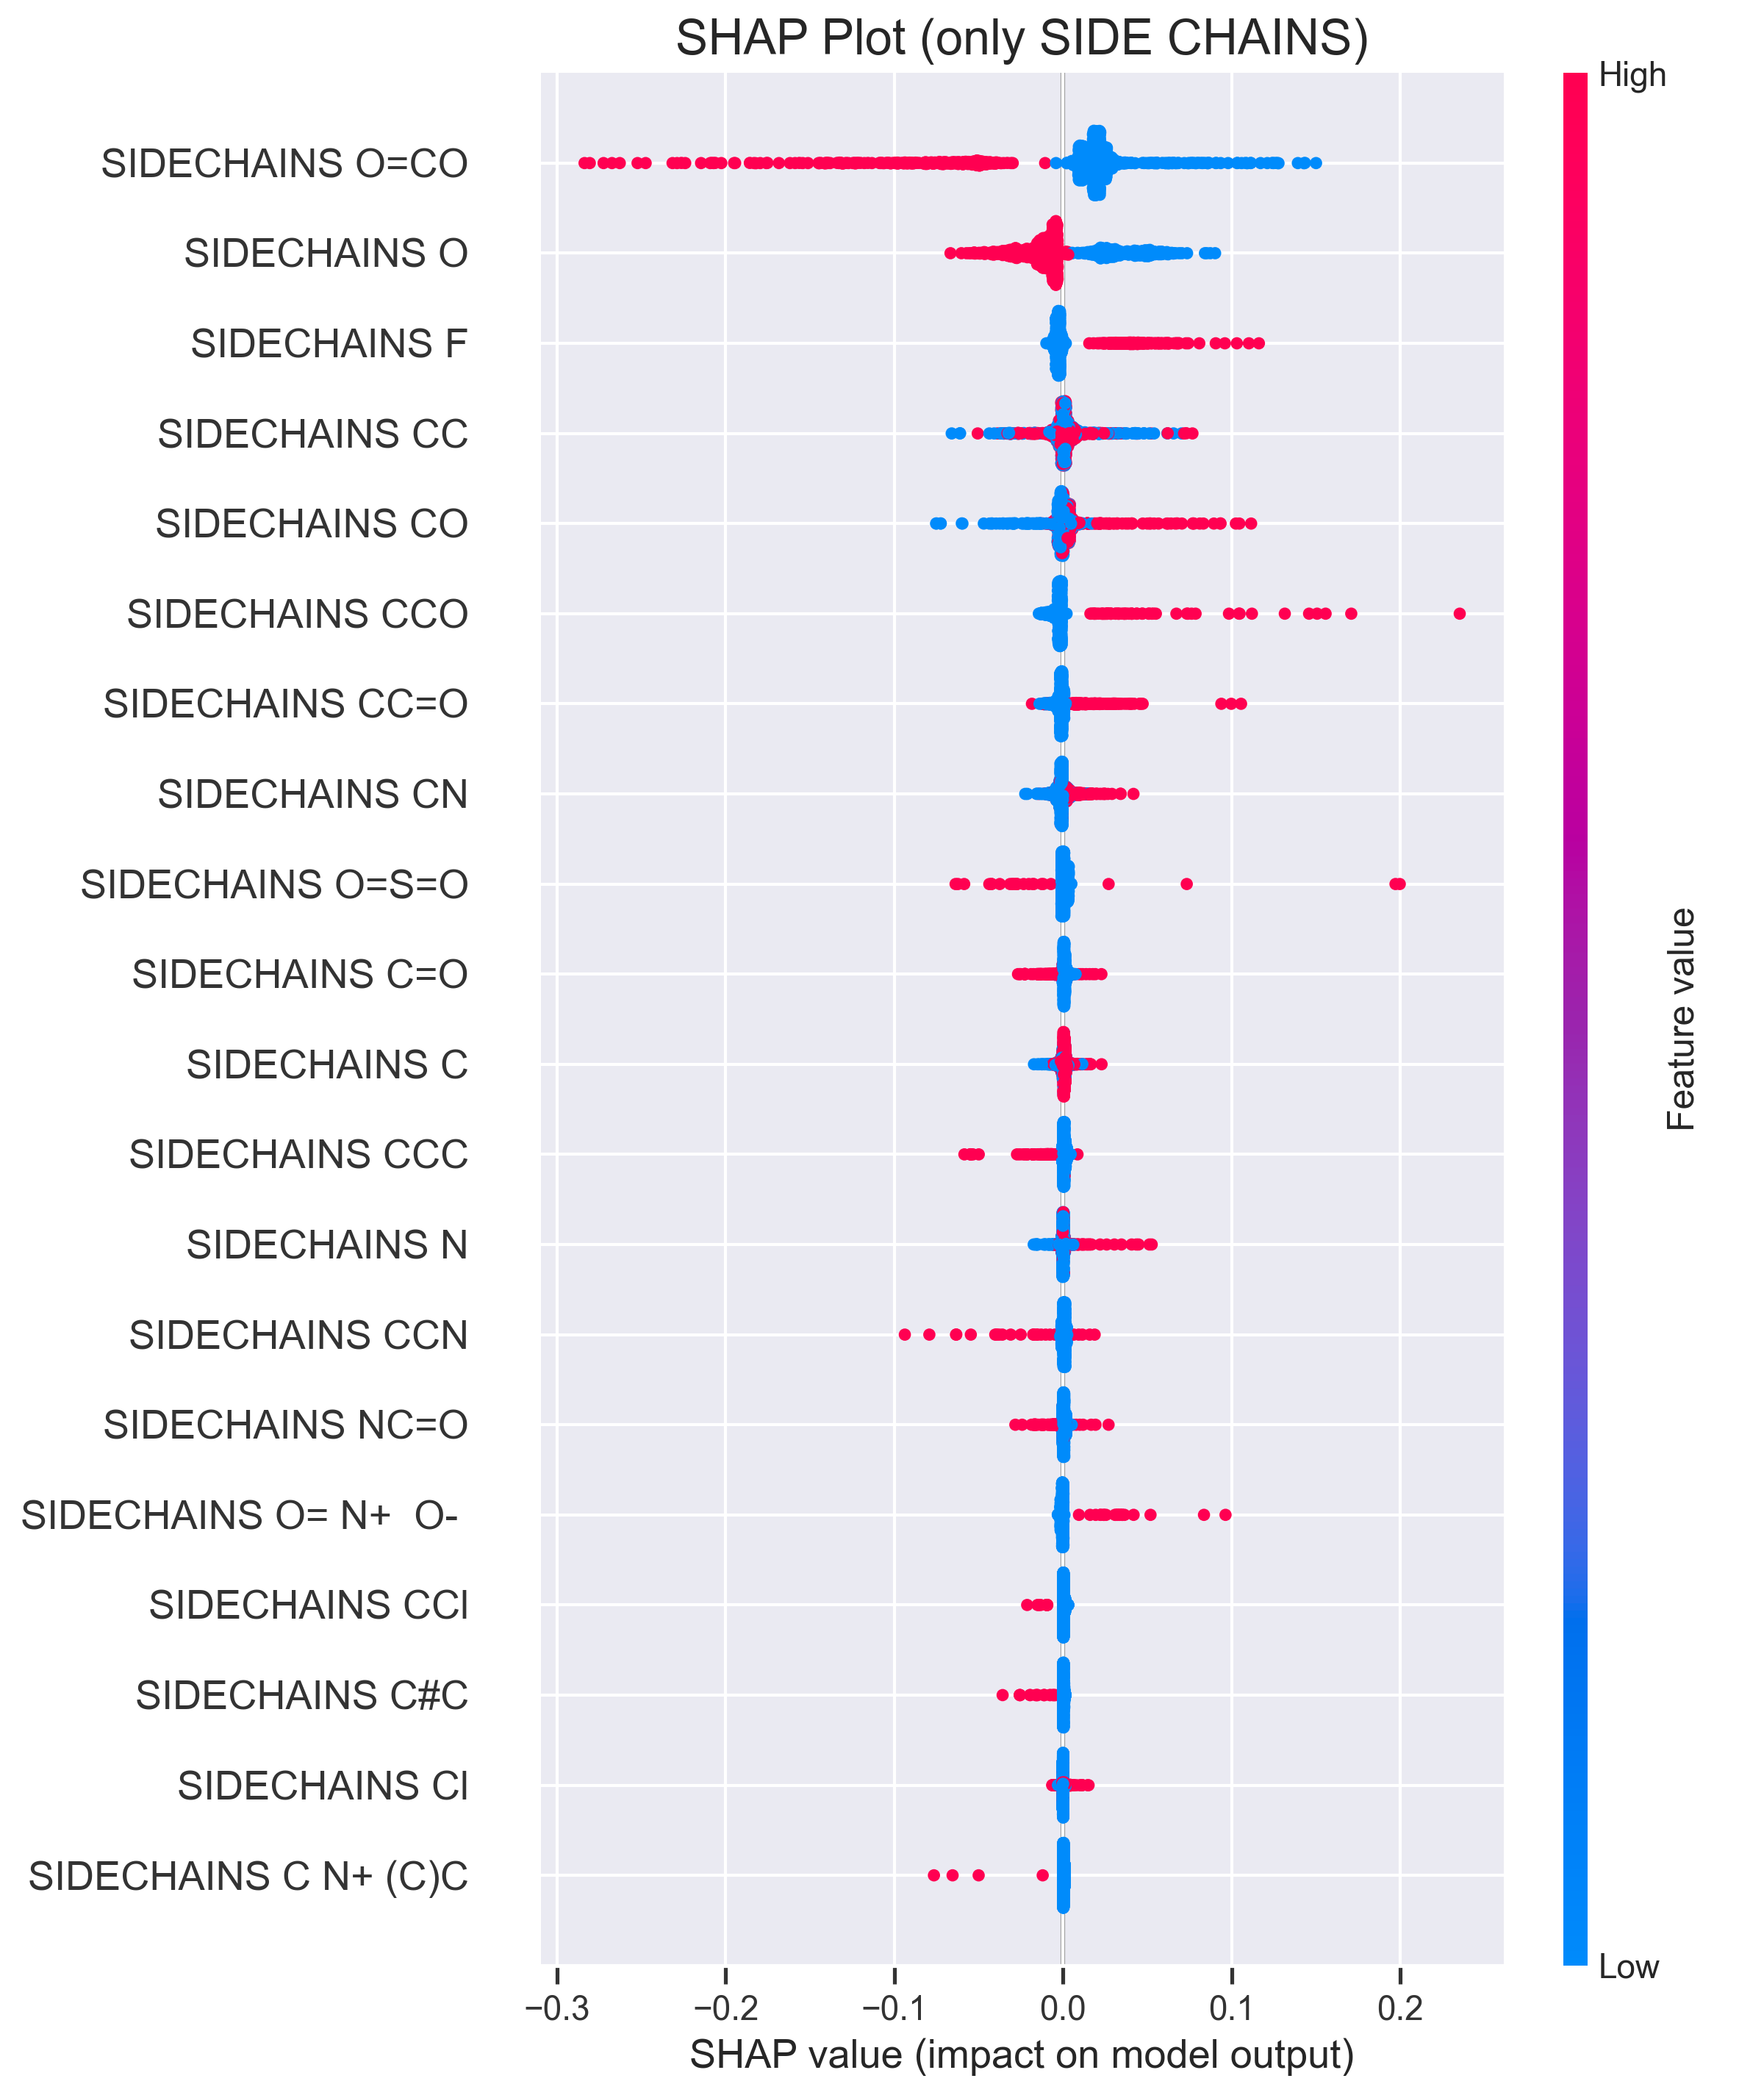 SHAP Plot (only SIDE CHAINS)
High
SIDECHAINS O=CO
SIDECHAINS O
SIDECHAINS F
SIDECHAINS CC
SIDECHAINS CO
SIDECHAINS CCO
SIDECHAINS CC=O
SIDECHAINS CN
SIDECHAINS O=S=O
SIDECHAINS C=O
SIDECHAINS C
SIDECHAINS CCC
SIDECHAINS N
SIDECHAINS CCN
SIDECHAINS NC=O
SIDECHAINS O= N+  O-
SIDECHAINS CCl
SIDECHAINS C#C
SIDECHAINS Cl
SIDECHAINS C N+ (C)C
Feature value
Low
−0.3 −0.2 −0.1 0.0 0.1 0.2
SHAP value (impact on model output)